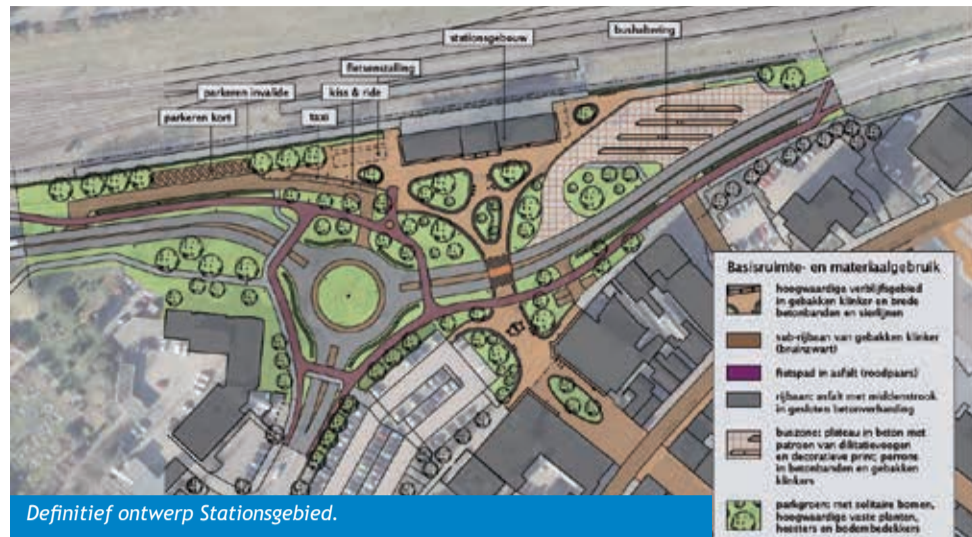 stationsgebouw
bushaltering
fietsenstalling
parkeren invalide
kiss & ride
parkeren kort
taxi
Basisruimte- en materiaalgebruik
hoogwaardige verblijfsgebied
in gebakken klinker en brede
betonbanden en sierlijnen
sub-rijbaan van gebakken klinker
(bruinzwart)
fietspad in asfalt (roodpaars)
rijbaan: asfalt met middenstrook
in gesloten betonverharding
buszone: plateau in beton met
patroon van dilitatievoegen
en decoratieve print; perrons
in betonbanden en gebakken
klinkers
parkgroen: met solitaire bomen,
hoogwaardige vaste planten,
heesters en bodembedekkers
Definitief ontwerp Stationsgebied.